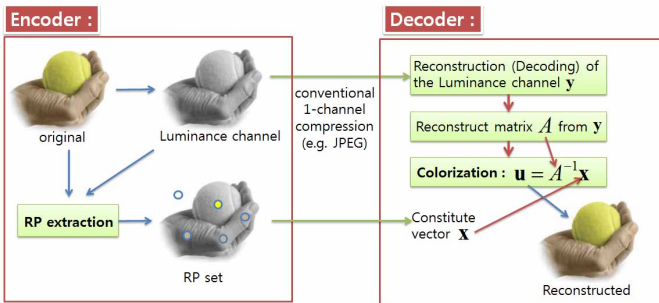 Encoder :
original
Luminance channel
RP extraction
RP set
conventional
1-channel
compression
(e.g. JPEG)
Decoder :
Reconstruction (Decoding) of
the Luminance channel y
Reconstruct matrix A from y
Colorization : u = A⁻¹x
Constitute
vector x
Reconstructed